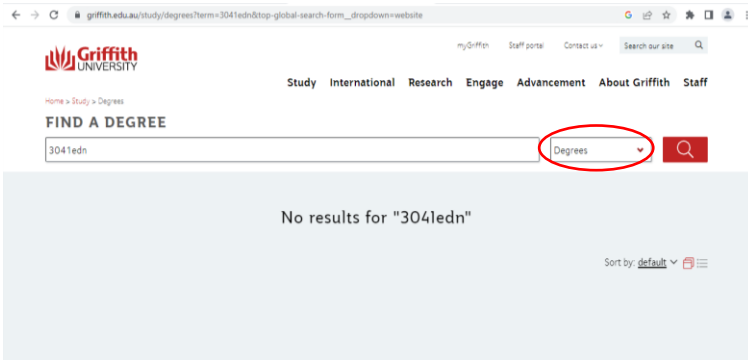 griffith.edu.au/study/degrees?term=3041edn&top-global-search-form__dropdown=website
Griffith
UNIVERSITY
myGriffith Staff portal Contact us Search our site
Study International Research Engage Advancement About Griffith Staff
Home > Study > Degrees
FIND A DEGREE
3041edn Degrees
No results for "3041edn"
Sort by: default